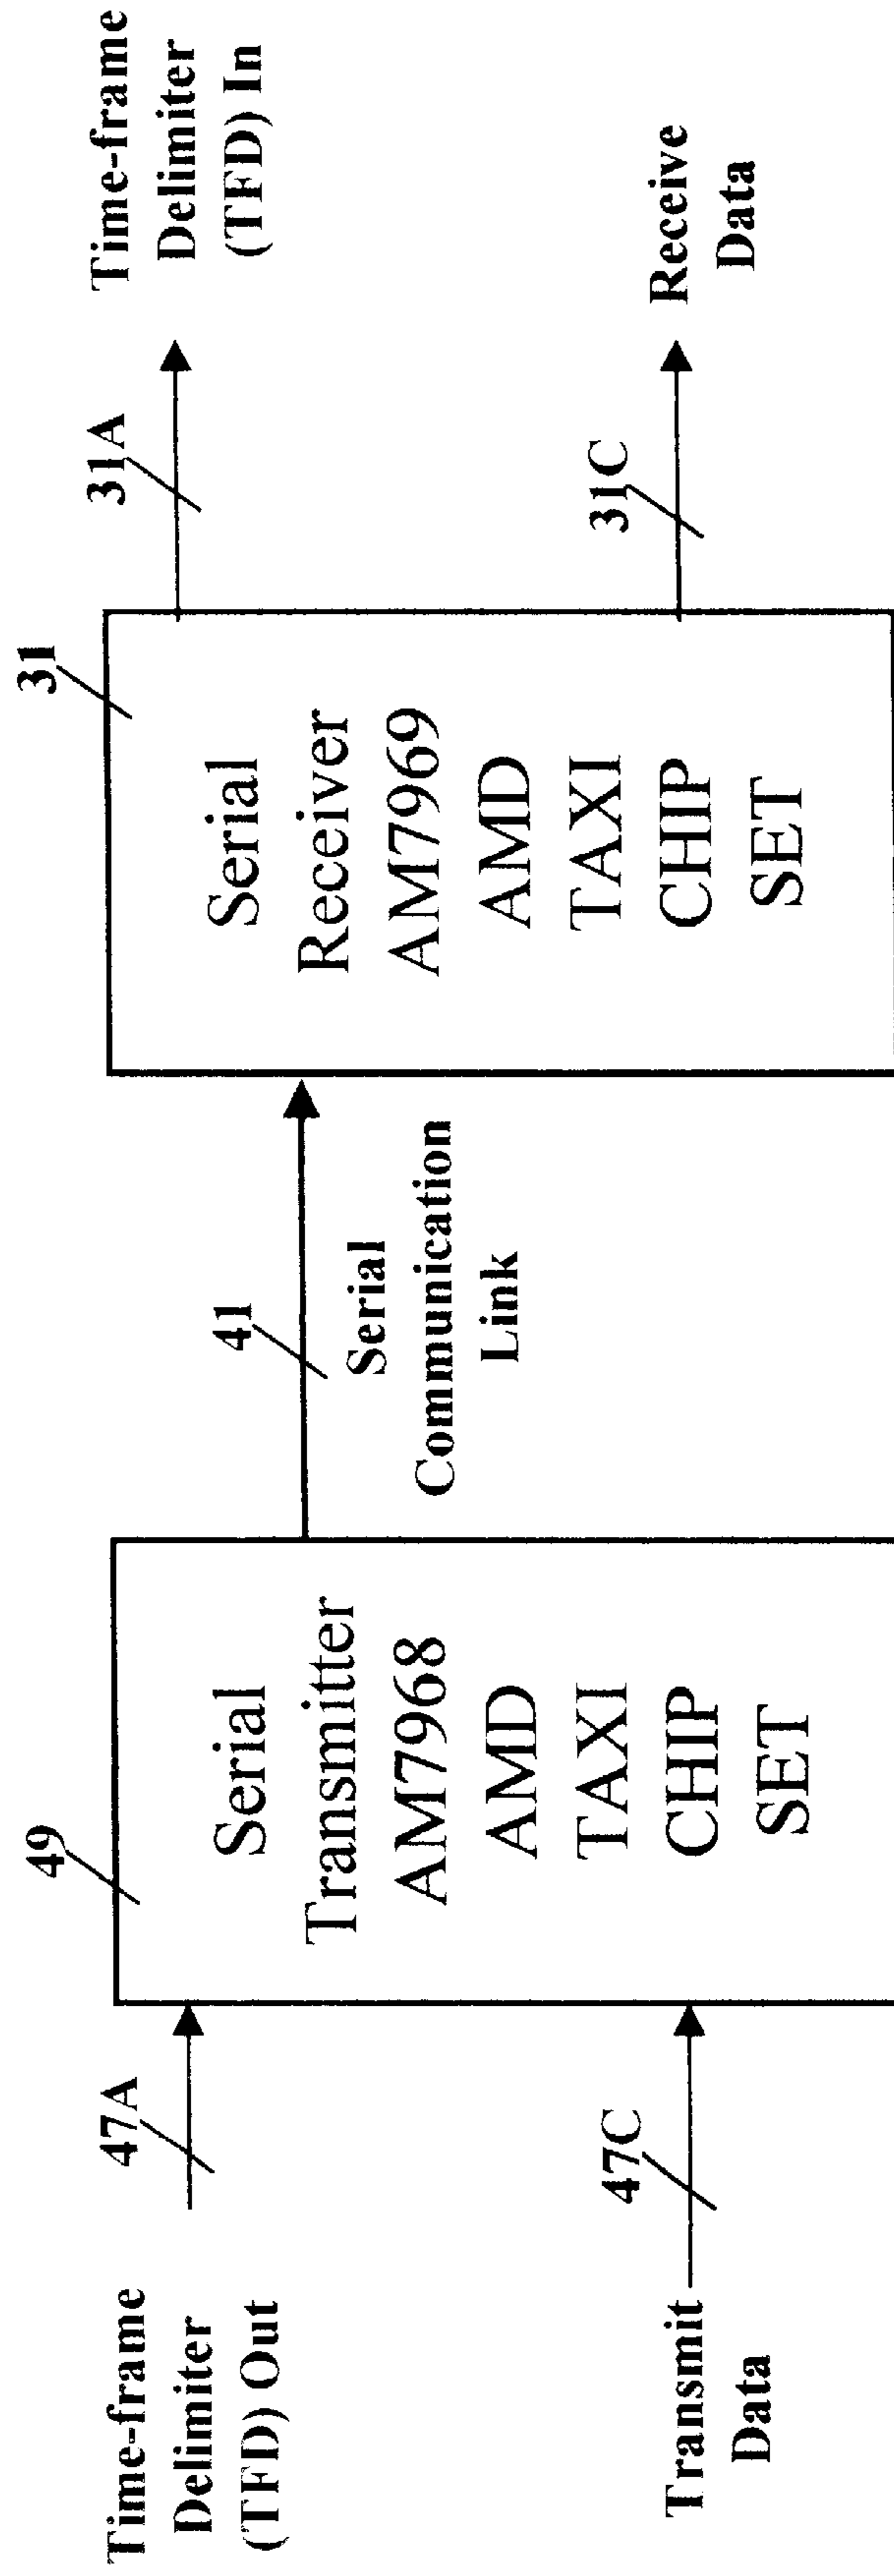 Time-frame
Delimiter
(TFD) Out
47A
Transmit
Data
47C
49
Serial
Transmitter
AM7968
AMD
TAXI
CHIP
SET
41
Serial
Communication
Link
31
Serial
Receiver
AM7969
AMD
TAXI
CHIP
SET
31A
Time-frame
Delimiter
(TFD) In
31C
Receive
Data